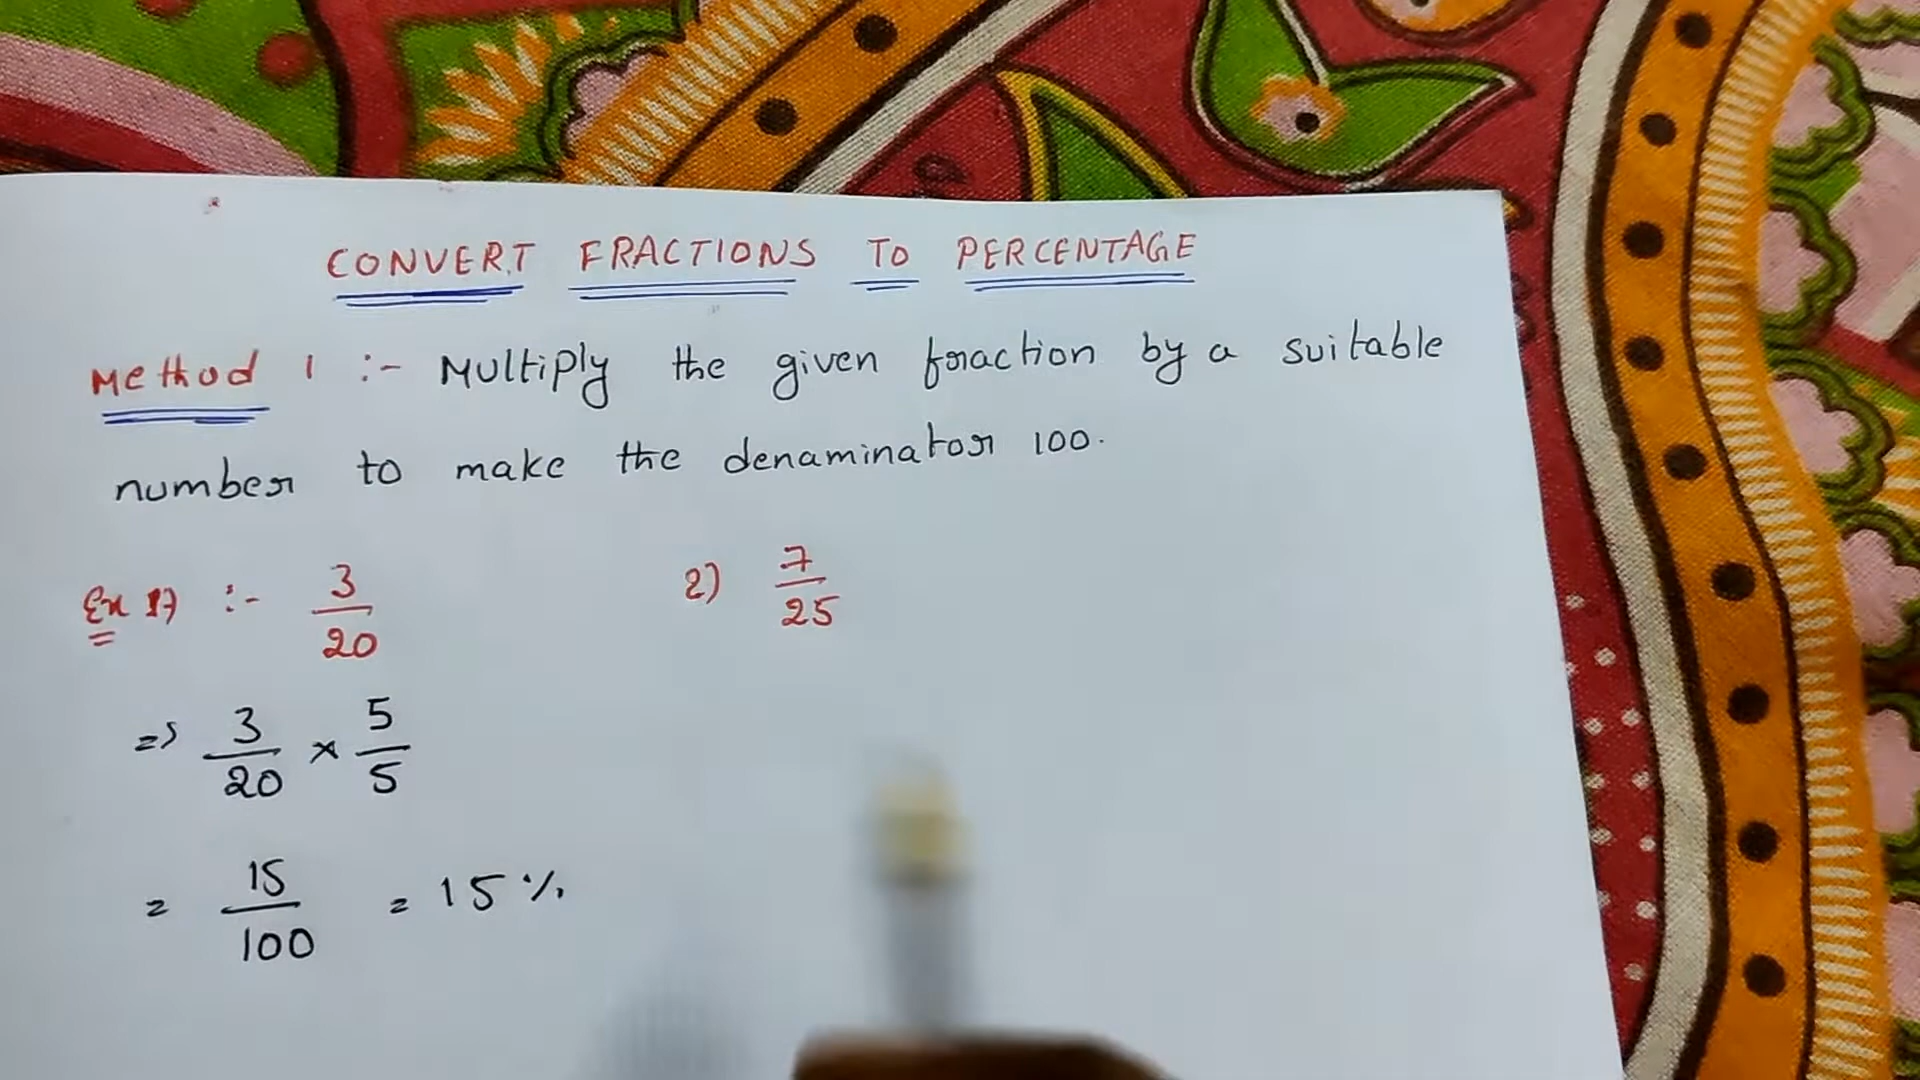 CONVERT FRACTIONS TO PERCENTAGE
Method 1 :- Multiply the given fraction by a suitable
number to make the denaminator 100.
Ex 1) :- 3/20
2) 7/25
=> 3/20 × 5/5
= 15/100 = 15%